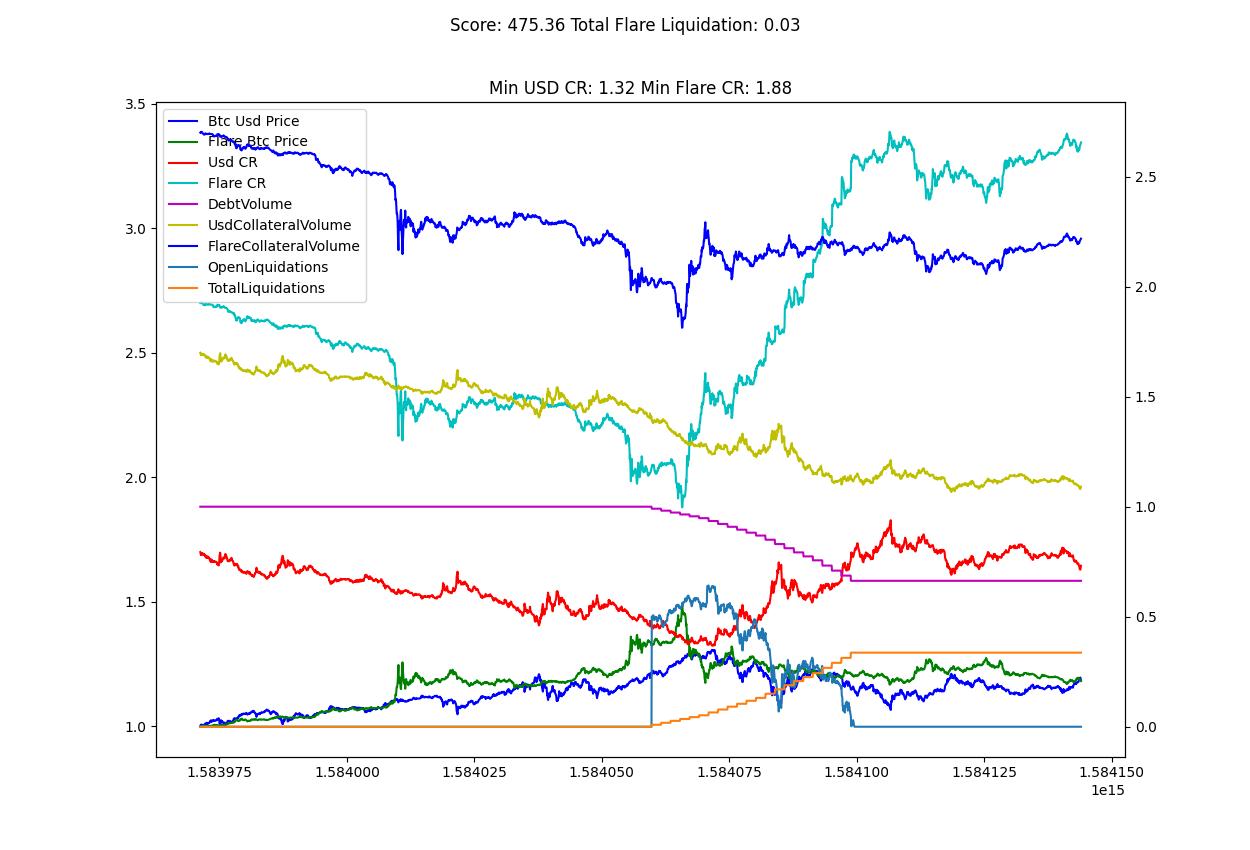 Score: 475.36 Total Flare Liquidation: 0.03
Min USD CR: 1.32 Min Flare CR: 1.88
3.5
3.0
2.5
2.0
1.5
1.0
Btc Usd Price
Flare Btc Price
Usd CR
Flare CR
DebtVolume
UsdCollateralVolume
FlareCollateralVolume
OpenLiquidations
TotalLiquidations
2.5
2.0
1.5
1.0
0.5
0.0
1.583975 1.584000 1.584025 1.584050 1.584075 1.584100 1.584125 1.584150
1e15